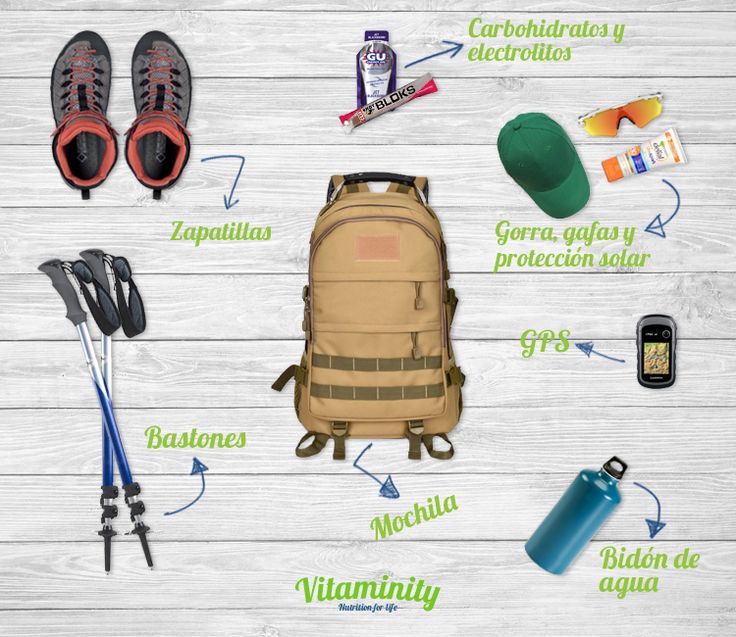 Carbohidratos y
electrolitos
GU
BLOKS
Zapatillas
Gorra, gafas y
protección solar
GPS
Bastones
Mochila
Bidón de
agua
Vitaminity
Nutrition for life